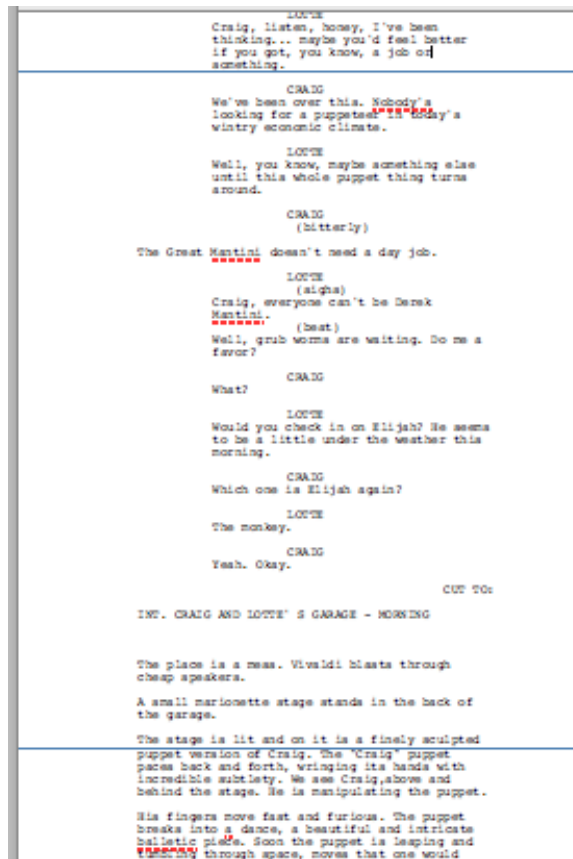 LOTTE
Craig, listen, honey, I've been
thinking... maybe you'd feel better
if you got, you know, a job or
something.
CRAIG
We've been over this. Nobody's
looking for a puppeteer in today's
wintry economic climate.
LOTTE
Well, you know, maybe something else
until this whole puppet thing turns
around.
CRAIG
(bitterly)
The Great Mantini doesn't need a day job.
LOTTE
(sighs)
Craig, everyone can't be Derek
Mantini.
(beat)
Well, grub worms are waiting. Do me a
favor?
CRAIG
What?
LOTTE
Would you check in on Elijah? He seems
to be a little under the weather this
morning.
CRAIG
Which one is Elijah again?
LOTTE
The monkey.
CRAIG
Yeah. Okay.
CUT TO:
INT. CRAIG AND LOTTE' S GARAGE - MORNING
The place is a mess. Vivaldi blasts through
cheap speakers.
A small marionette stage stands in the back of
the garage.
The stage is lit and on it is a finely sculpted
puppet version of Craig. The "Craig" puppet
paces back and forth, wringing its hands with
incredible subtlety. We see Craig,above and
behind the stage. He is manipulating the puppet.
His fingers move fast and furious. The puppet
breaks into a dance, a beautiful and intricate
balletic piece. Soon the puppet is leaping and
tumbling through space, moves that one would